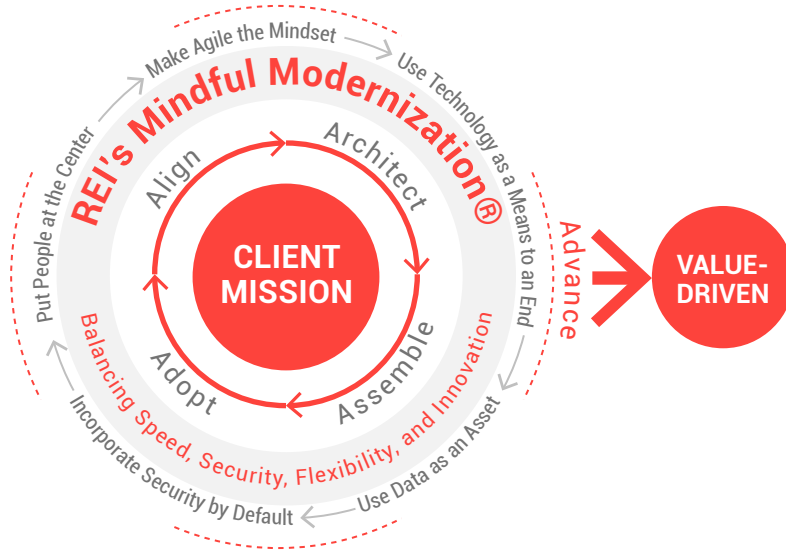 Make Agile the Mindset
Use Technology as a Means to an End
Use Data as an Asset
Incorporate Security by Default
Put People at the Center
REI's Mindful Modernization®
Balancing Speed, Security, Flexibility, and Innovation
Align
Architect
Assemble
Adopt
CLIENT
MISSION
Advance
VALUE-
DRIVEN